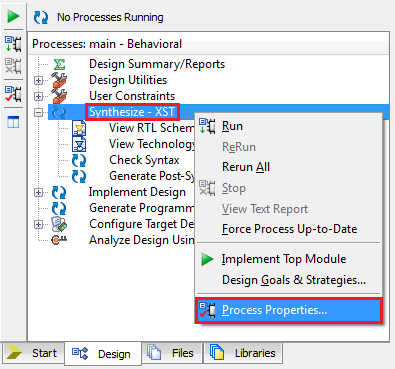 No Processes Running
Processes: main - Behavioral
Design Summary/Reports
Design Utilities
User Constraints
Synthesize - XST
View RTL Schem
View Technology
Check Syntax
Generate Post-Sy
Implement Design
Generate Programm
Configure Target De
Analyze Design Usin
Run
ReRun
Rerun All
Stop
View Text Report
Force Process Up-to-Date
Implement Top Module
Design Goals & Strategies...
Process Properties...
Start Design Files Libraries